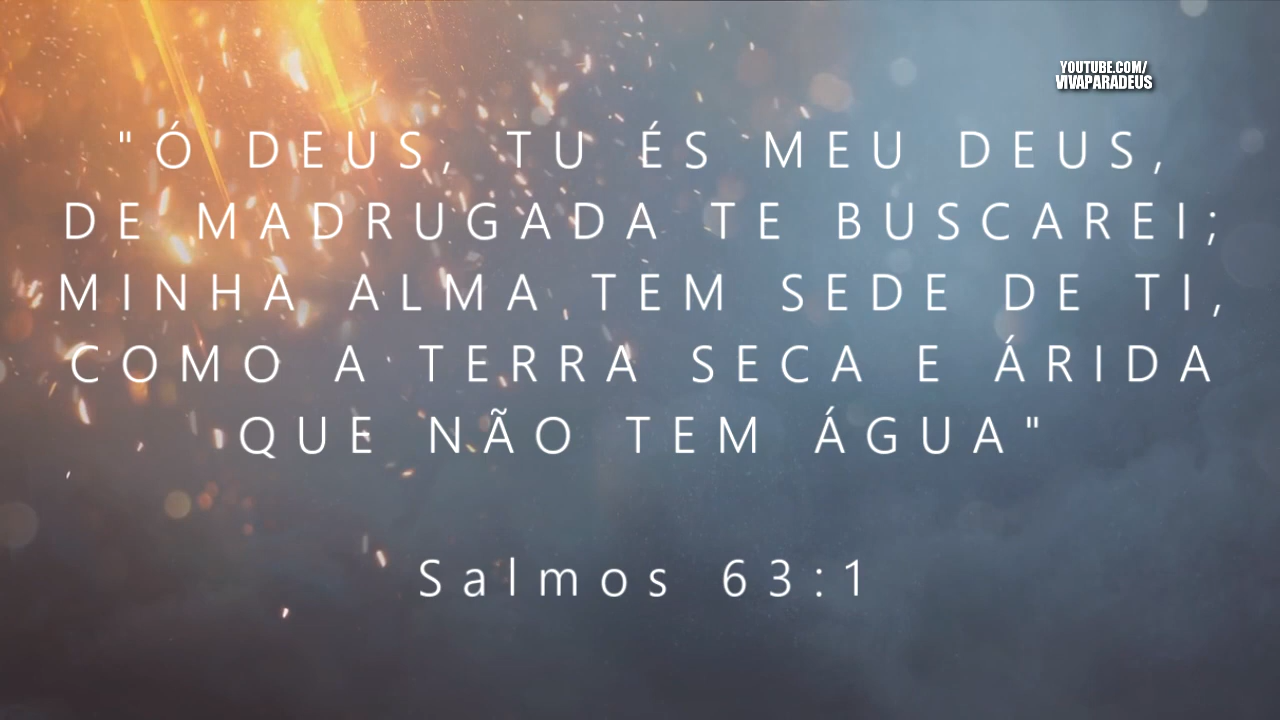 YOUTUBE.COM/
VIVAPARADEUS
"Ó DEUS, TU ÉS MEU DEUS,
DE MADRUGADA TE BUSCAREI;
MINHA ALMA TEM SEDE DE TI,
COMO A TERRA SECA E ÁRIDA
QUE NÃO TEM ÁGUA"
Salmos 63:1